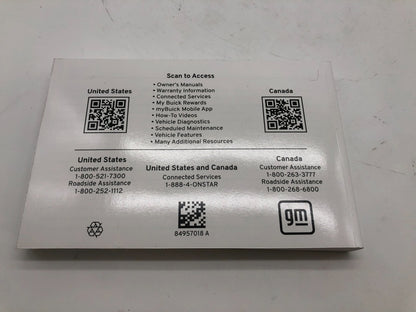 Scan to Access
United States
• Owner's Manuals
• Warranty Information
• Connected Services
• My Buick Rewards
• myBuick Mobile App
• How-To Videos
• Vehicle Diagnostics
• Scheduled Maintenance
• Vehicle Features
• Many Additional Resources
Canada
United States
Customer Assistance
1-800-521-7300
Roadside Assistance
1-800-252-1112
United States and Canada
Connected Services
1-888-4-ONSTAR
Canada
Customer Assistance
1-800-263-3777
Roadside Assistance
1-800-268-6800
84957018 A
gm